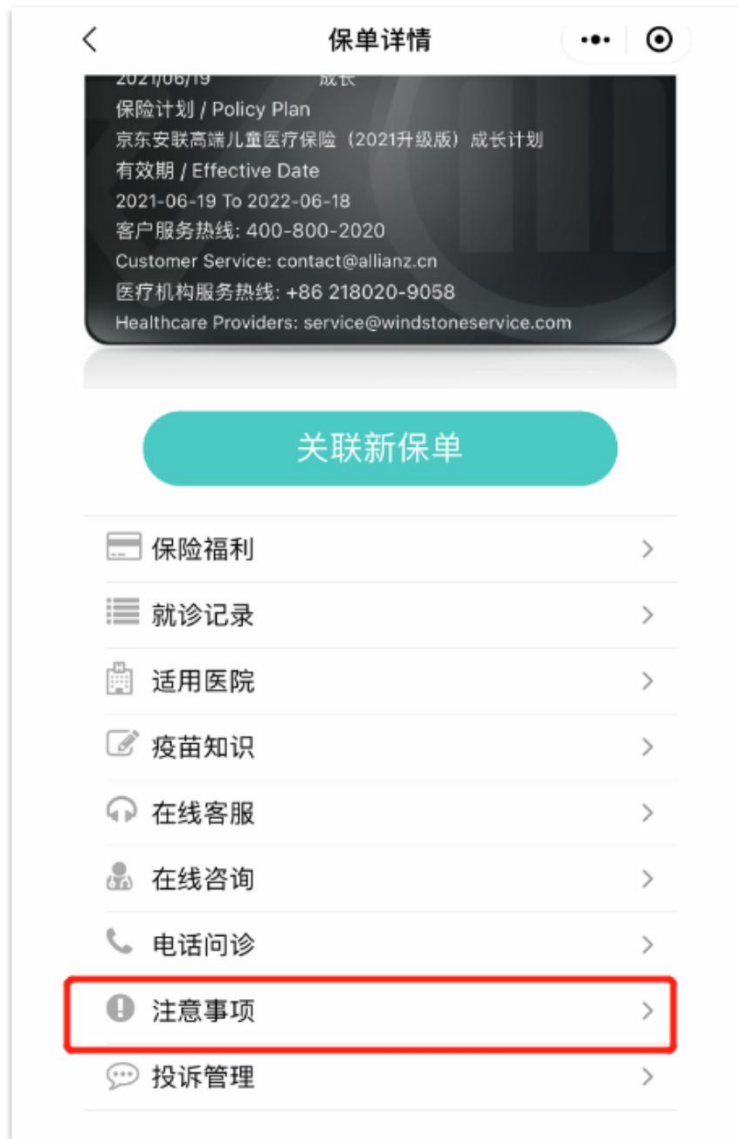 保单详情
2021/06/19 成长
保险计划 / Policy Plan
京东安联高端儿童医疗保险（2021升级版）成长计划
有效期 / Effective Date
2021-06-19 To 2022-06-18
客户服务热线: 400-800-2020
Customer Service: contact@allianz.cn
医疗机构服务热线: +86 218020-9058
Healthcare Providers: service@windstoneservice.com
关联新保单
保险福利
就诊记录
适用医院
疫苗知识
在线客服
在线咨询
电话问诊
注意事项
投诉管理